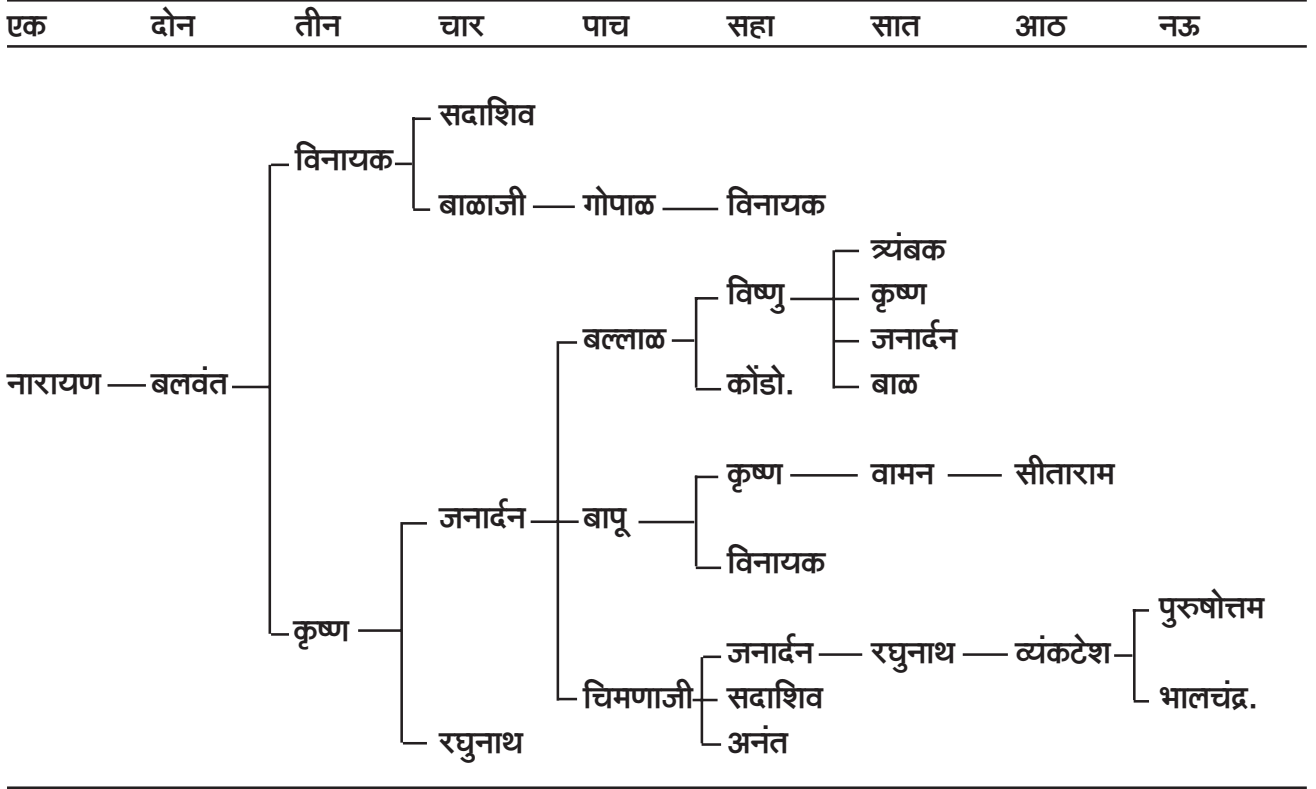 एक दोन तीन चार पाच सहा सात आठ नऊ
सदाशिव
विनायक
बाळाजी गोपाळ विनायक
त्र्यंबक
विष्णु कृष्ण
बल्लाळ जनार्दन
नारायण बलवंत कोंडो. बाळ
कृष्ण वामन सीताराम
जनार्दन बापू
विनायक
पुरुषोत्तम
कृष्ण
जनार्दन रघुनाथ व्यंकटेश
चिमणाजी सदाशिव भालचंद्र.
रघुनाथ अनंत